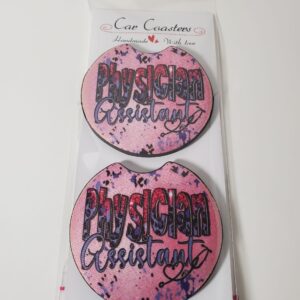 Car Coasters
Handmade With love
Physician
Assistant
Physician
Assistant